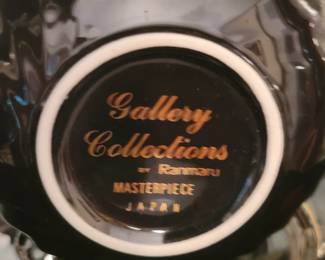 Gallery
Collections
BY Ranmaru
MASTERPIECE
JAPAN